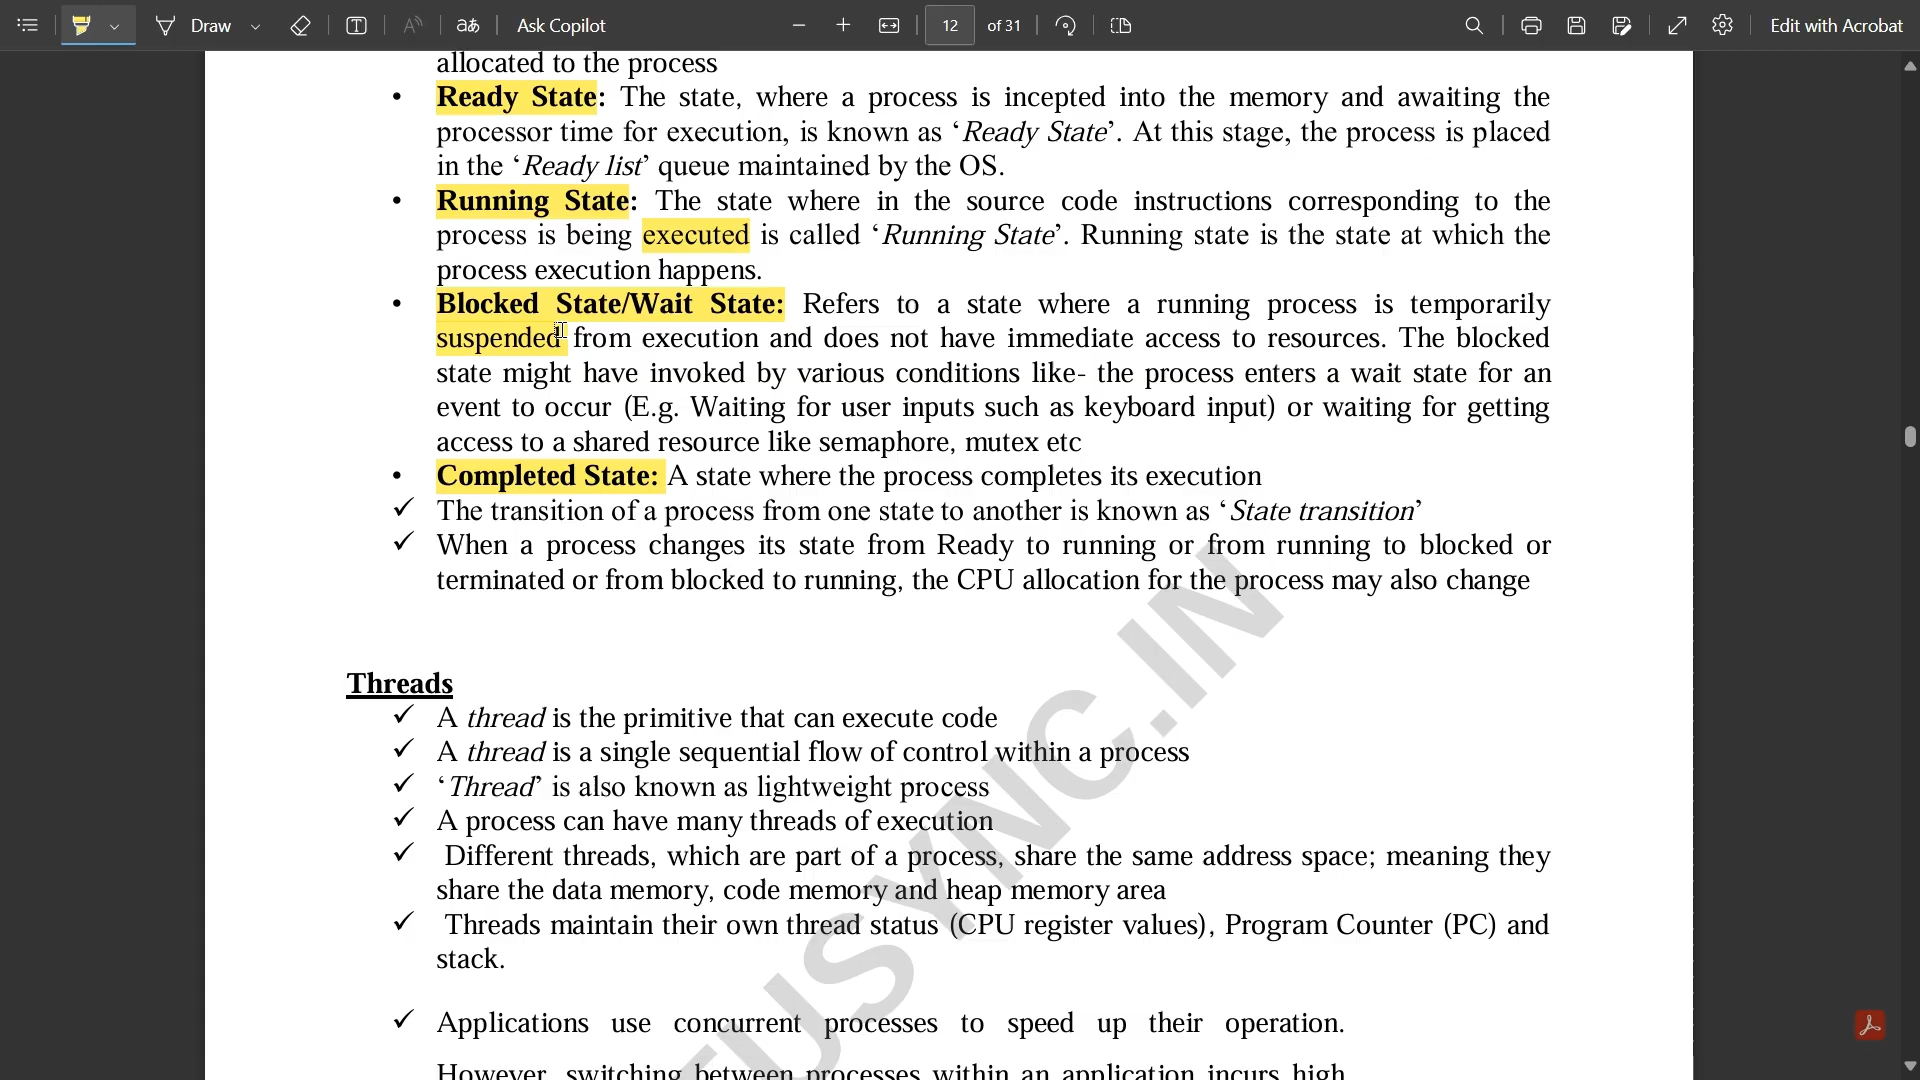 Draw
Ask Copilot
12 of 31
Edit with Acrobat
allocated to the process
• Ready State: The state, where a process is incepted into the memory and awaiting the
processor time for execution, is known as ‘Ready State’. At this stage, the process is placed
in the ‘Ready list’ queue maintained by the OS.
• Running State: The state where in the source code instructions corresponding to the
process is being executed is called ‘Running State’. Running state is the state at which the
process execution happens.
• Blocked State/Wait State: Refers to a state where a running process is temporarily
suspended from execution and does not have immediate access to resources. The blocked
state might have invoked by various conditions like- the process enters a wait state for an
event to occur (E.g. Waiting for user inputs such as keyboard input) or waiting for getting
access to a shared resource like semaphore, mutex etc
• Completed State: A state where the process completes its execution
✓ The transition of a process from one state to another is known as ‘State transition’
✓ When a process changes its state from Ready to running or from running to blocked or
terminated or from blocked to running, the CPU allocation for the process may also change
Threads
✓ A thread is the primitive that can execute code
✓ A thread is a single sequential flow of control within a process
✓ ‘Thread’ is also known as lightweight process
✓ A process can have many threads of execution
✓ Different threads, which are part of a process, share the same address space; meaning they
share the data memory, code memory and heap memory area
✓ Threads maintain their own thread status (CPU register values), Program Counter (PC) and
stack.
✓ Applications use concurrent processes to speed up their operation.
However, switching between processes within an application incurs high
TUSYNC.IN